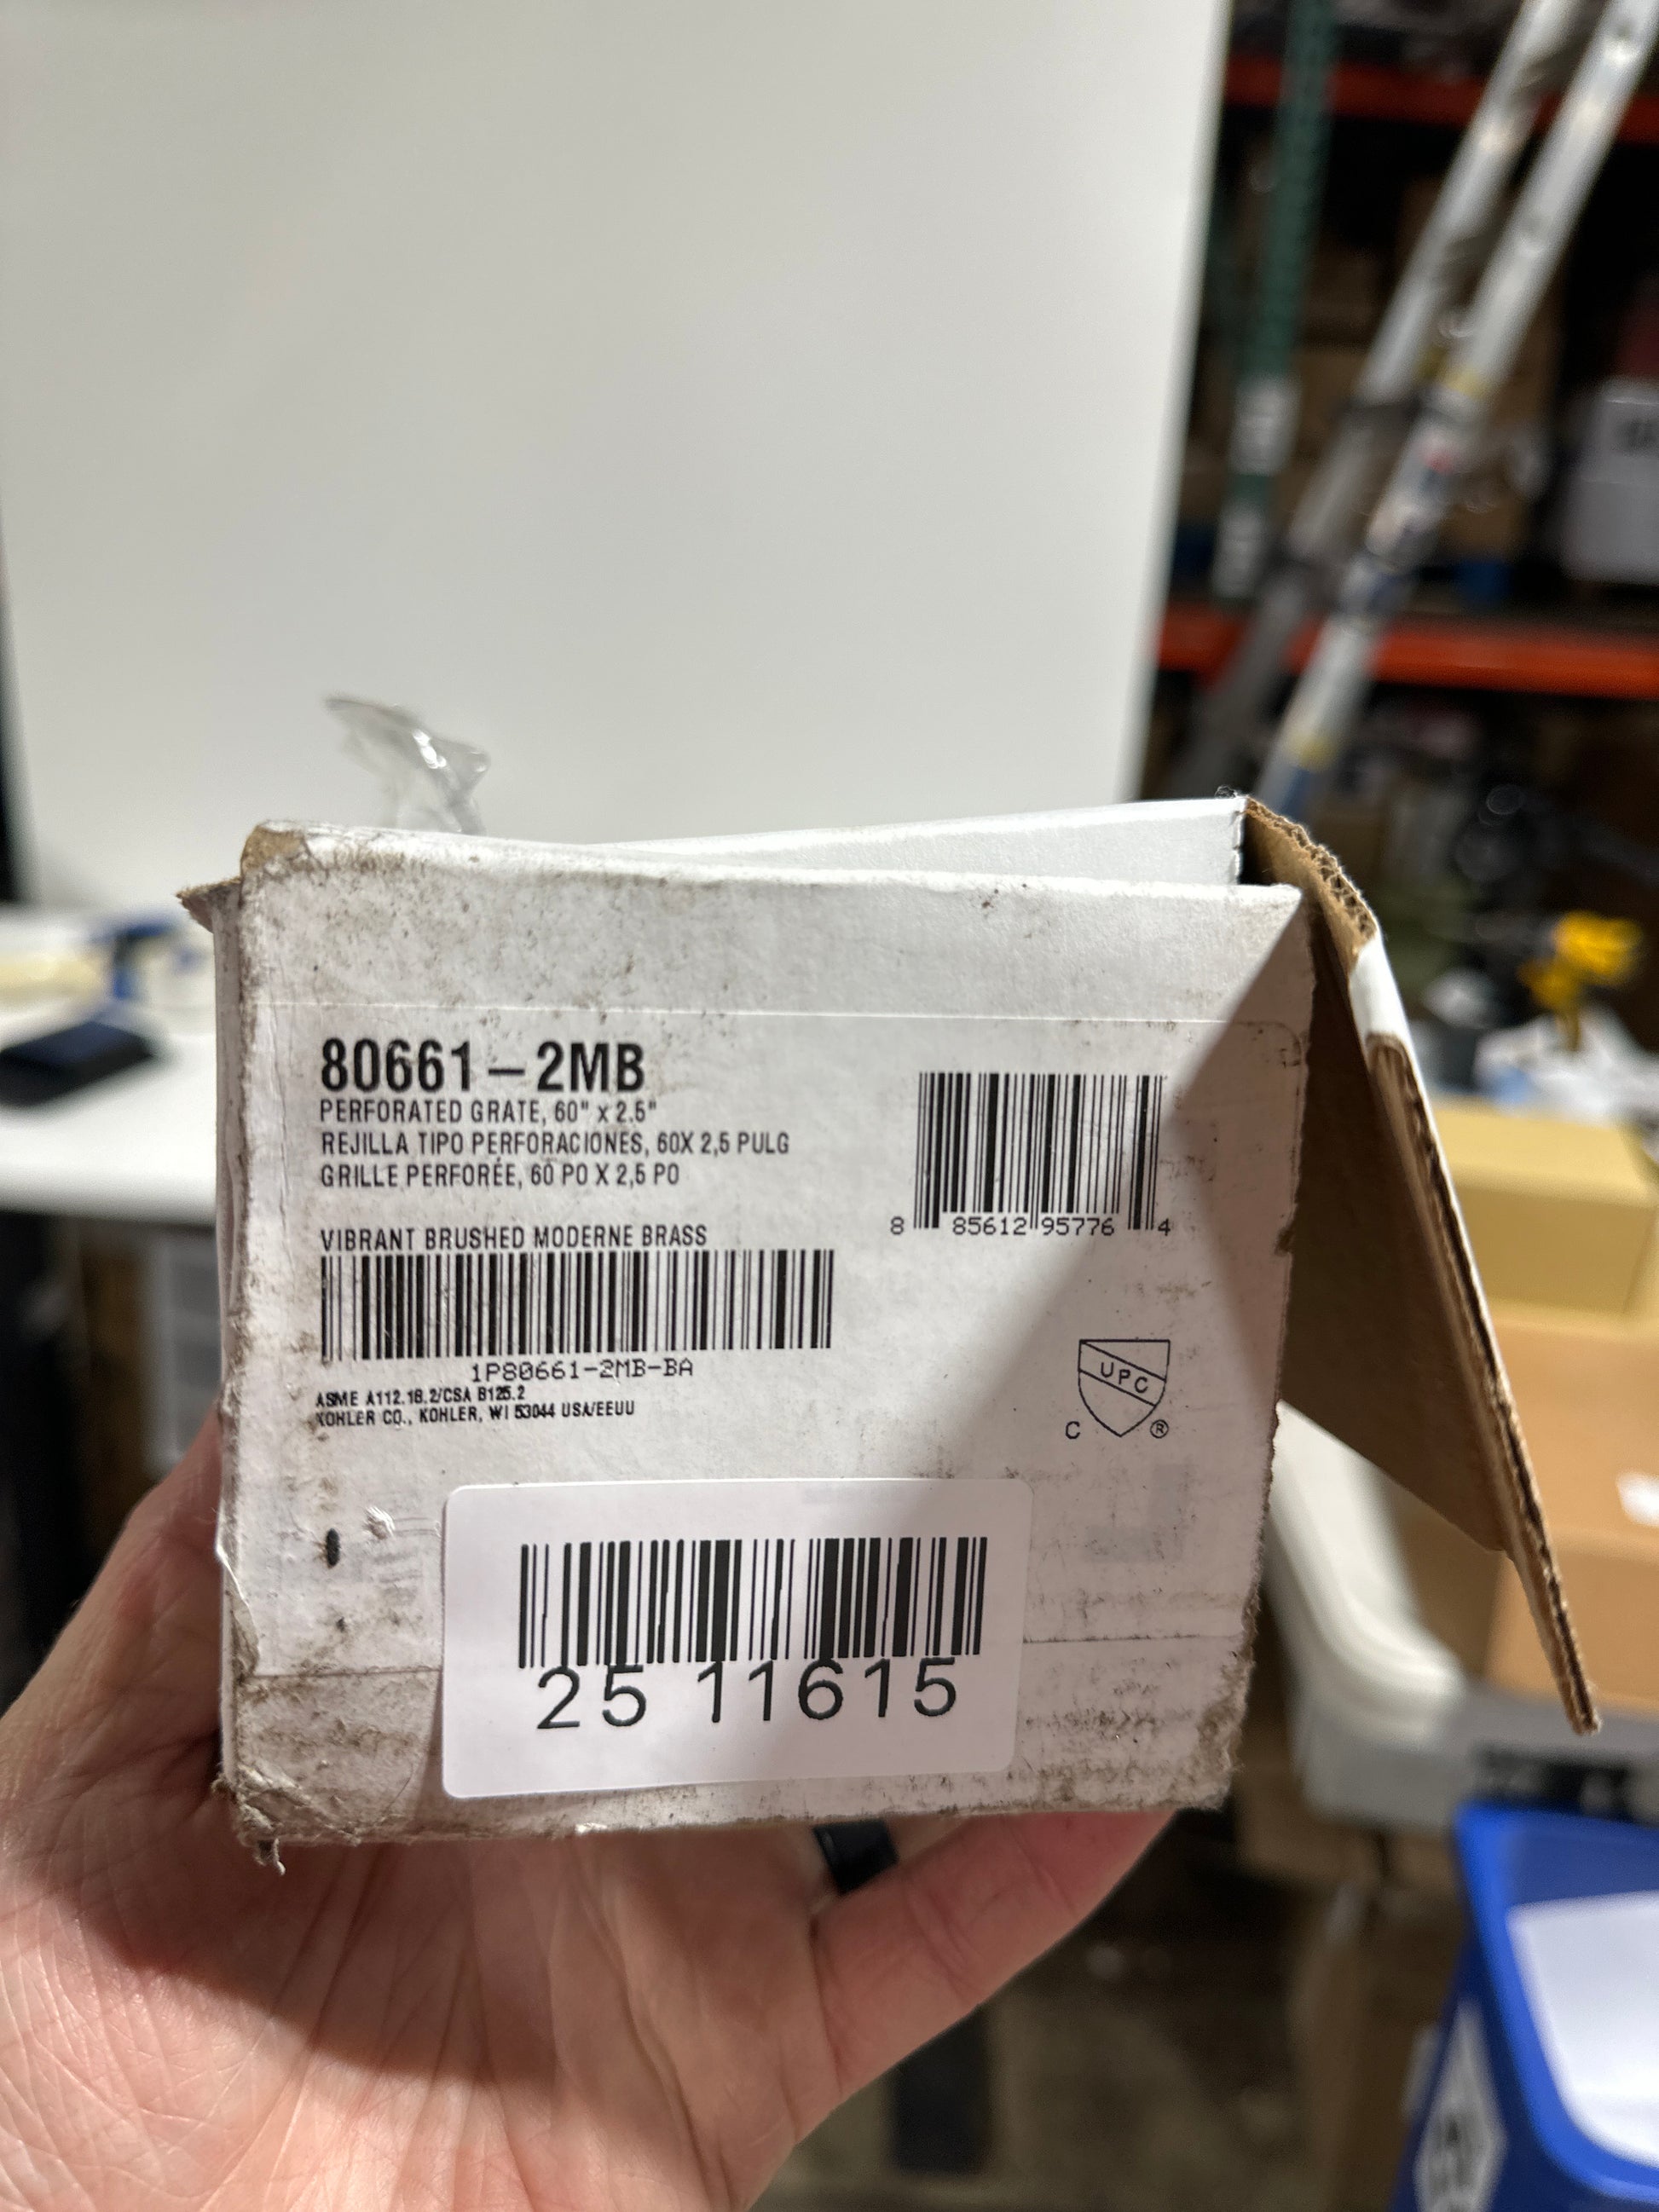 80661-2MB
PERFORATED GRATE, 60" x 2.5"
REJILLA TIPO PERFORACIONES, 60X 2,5 PULG
GRILLE PERFORÉE, 60 PO X 2,5 PO
VIBRANT BRUSHED MODERNE BRASS
8 85612 95776 4
1P80661-2MB-BA
ASME A112.18.2/CSA B125.2
KOHLER CO., KOHLER, WI 53044 USA/EEUU
UPC
C ®
25 11615